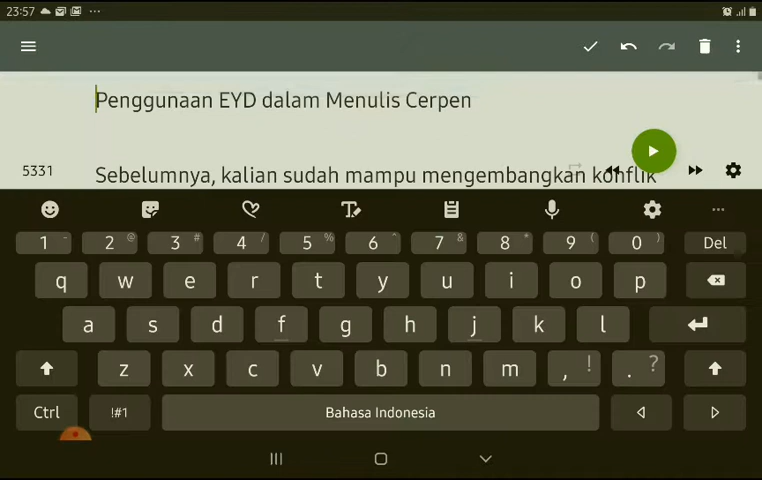 23:57
Penggunaan EYD dalam Menulis Cerpen
5331
Sebelumnya, kalian sudah mampu mengembangkan konflik
1 - 2 @ 3 # 4 / 5 % 6 ^ 7 & 8 * 9 ( 0 ) Del
q w e r t y u i o p
a s d f g h j k l
z x c v b n m , ! . ?
Ctrl !#1 Bahasa Indonesia